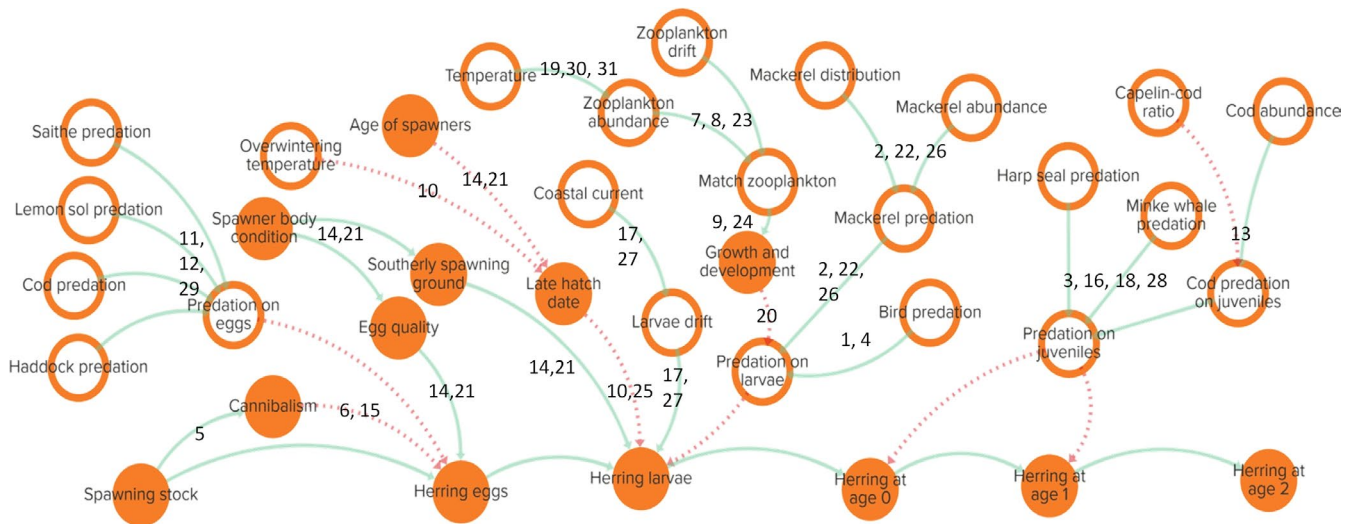 Zooplankton
drift
Temperature
19,30, 31
Mackerel distribution
Capelin-cod
ratio
Cod abundance
Zooplankton
abundance
Mackerel abundance
Saithe predation
Age of spawners
7, 8, 23
Overwintering
temperature
2, 22, 26
10
14,21
Coastal current
Match zooplankton
Harp seal predation
Lemon sol predation
Spawner body
condition
Mackerel predation
Minke whale
predation
11,
12,
29
14,21
17,
27
9, 24
13
Southerly spawning
ground
Late hatch
date
Growth and
development
2, 22,
26
3, 16, 18, 28
Cod predation
Cod predation
on juveniles
Predation on
eggs
Egg quality
Larvae drift
20
Bird predation
1, 4
Predation on
juveniles
Haddock predation
Predation on
larvae
14,21
14,21
10,25
17,
27
Cannibalism
6, 15
5
Spawning stock
Herring eggs
Herring larvae
Herring at
age 0
Herring at
age 1
Herring at
age 2